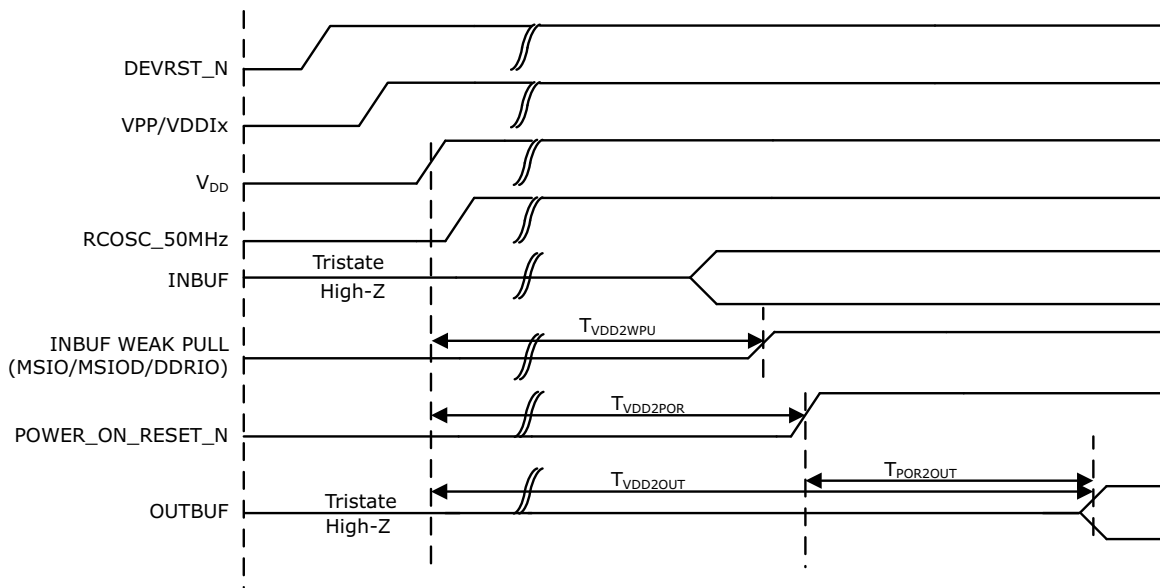 DEVRST_N
VPP/VDDIx
VDD
RCOSC_50MHz
INBUF
Tristate
High-Z
INBUF WEAK PULL
(MSIO/MSIOD/DDRIO)
TVDD2WPU
POWER_ON_RESET_N
TVDD2POR
OUTBUF
Tristate
High-Z
TVDD2OUT
TPOR2OUT